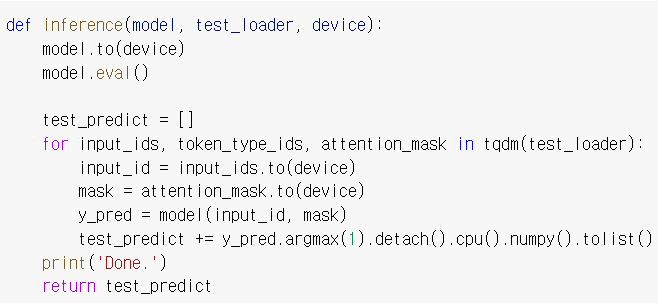 def inference(model, test_loader, device):
    model.to(device)
    model.eval()

    test_predict = []
    for input_ids, token_type_ids, attention_mask in tqdm(test_loader):
        input_id = input_ids.to(device)
        mask = attention_mask.to(device)
        y_pred = model(input_id, mask)
        test_predict += y_pred.argmax(1).detach().cpu().numpy().tolist()
    print('Done.')
    return test_predict